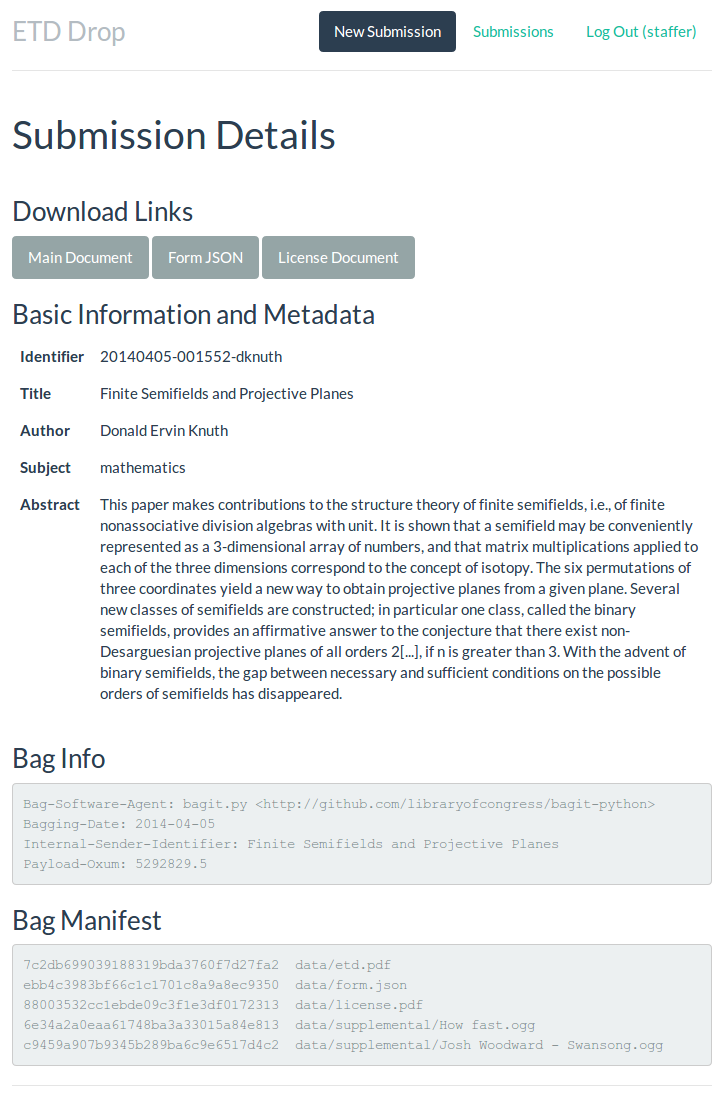 ETD Drop
New Submission Submissions Log Out (staffer)
Submission Details
Download Links
Main Document Form JSON License Document
Basic Information and Metadata
Identifier 20140405-001552-dknuth
Title Finite Semifields and Projective Planes
Author Donald Ervin Knuth
Subject mathematics
Abstract This paper makes contributions to the structure theory of finite semifields, i.e., of finite
nonassociative division algebras with unit. It is shown that a semifield may be conveniently
represented as a 3-dimensional array of numbers, and that matrix multiplications applied to
each of the three dimensions correspond to the concept of isotopy. The six permutations of
three coordinates yield a new way to obtain projective planes from a given plane. Several
new classes of semifields are constructed; in particular one class, called the binary
semifields, provides an affirmative answer to the conjecture that there exist non-
Desarguesian projective planes of all orders 2[...], if n is greater than 3. With the advent of
binary semifields, the gap between necessary and sufficient conditions on the possible
orders of semifields has disappeared.
Bag Info
Bag-Software-Agent: bagit.py <http://github.com/libraryofcongress/bagit-python>
Bagging-Date: 2014-04-05
Internal-Sender-Identifier: Finite Semifields and Projective Planes
Payload-Oxum: 5292829.5
Bag Manifest
7c2db699039188319bda3760f7d27fa2 data/etd.pdf
ebb4c3983bf66c1c1701c8a9a8ec9350 data/form.json
88003532cc1ebde09c3f1e3df0172313 data/license.pdf
6e34a2a0eaa61748ba3a33015a84e813 data/supplemental/How fast.ogg
c9459a907b9345b289ba6c9e6517d4c2 data/supplemental/Josh Woodward - Swansong.ogg